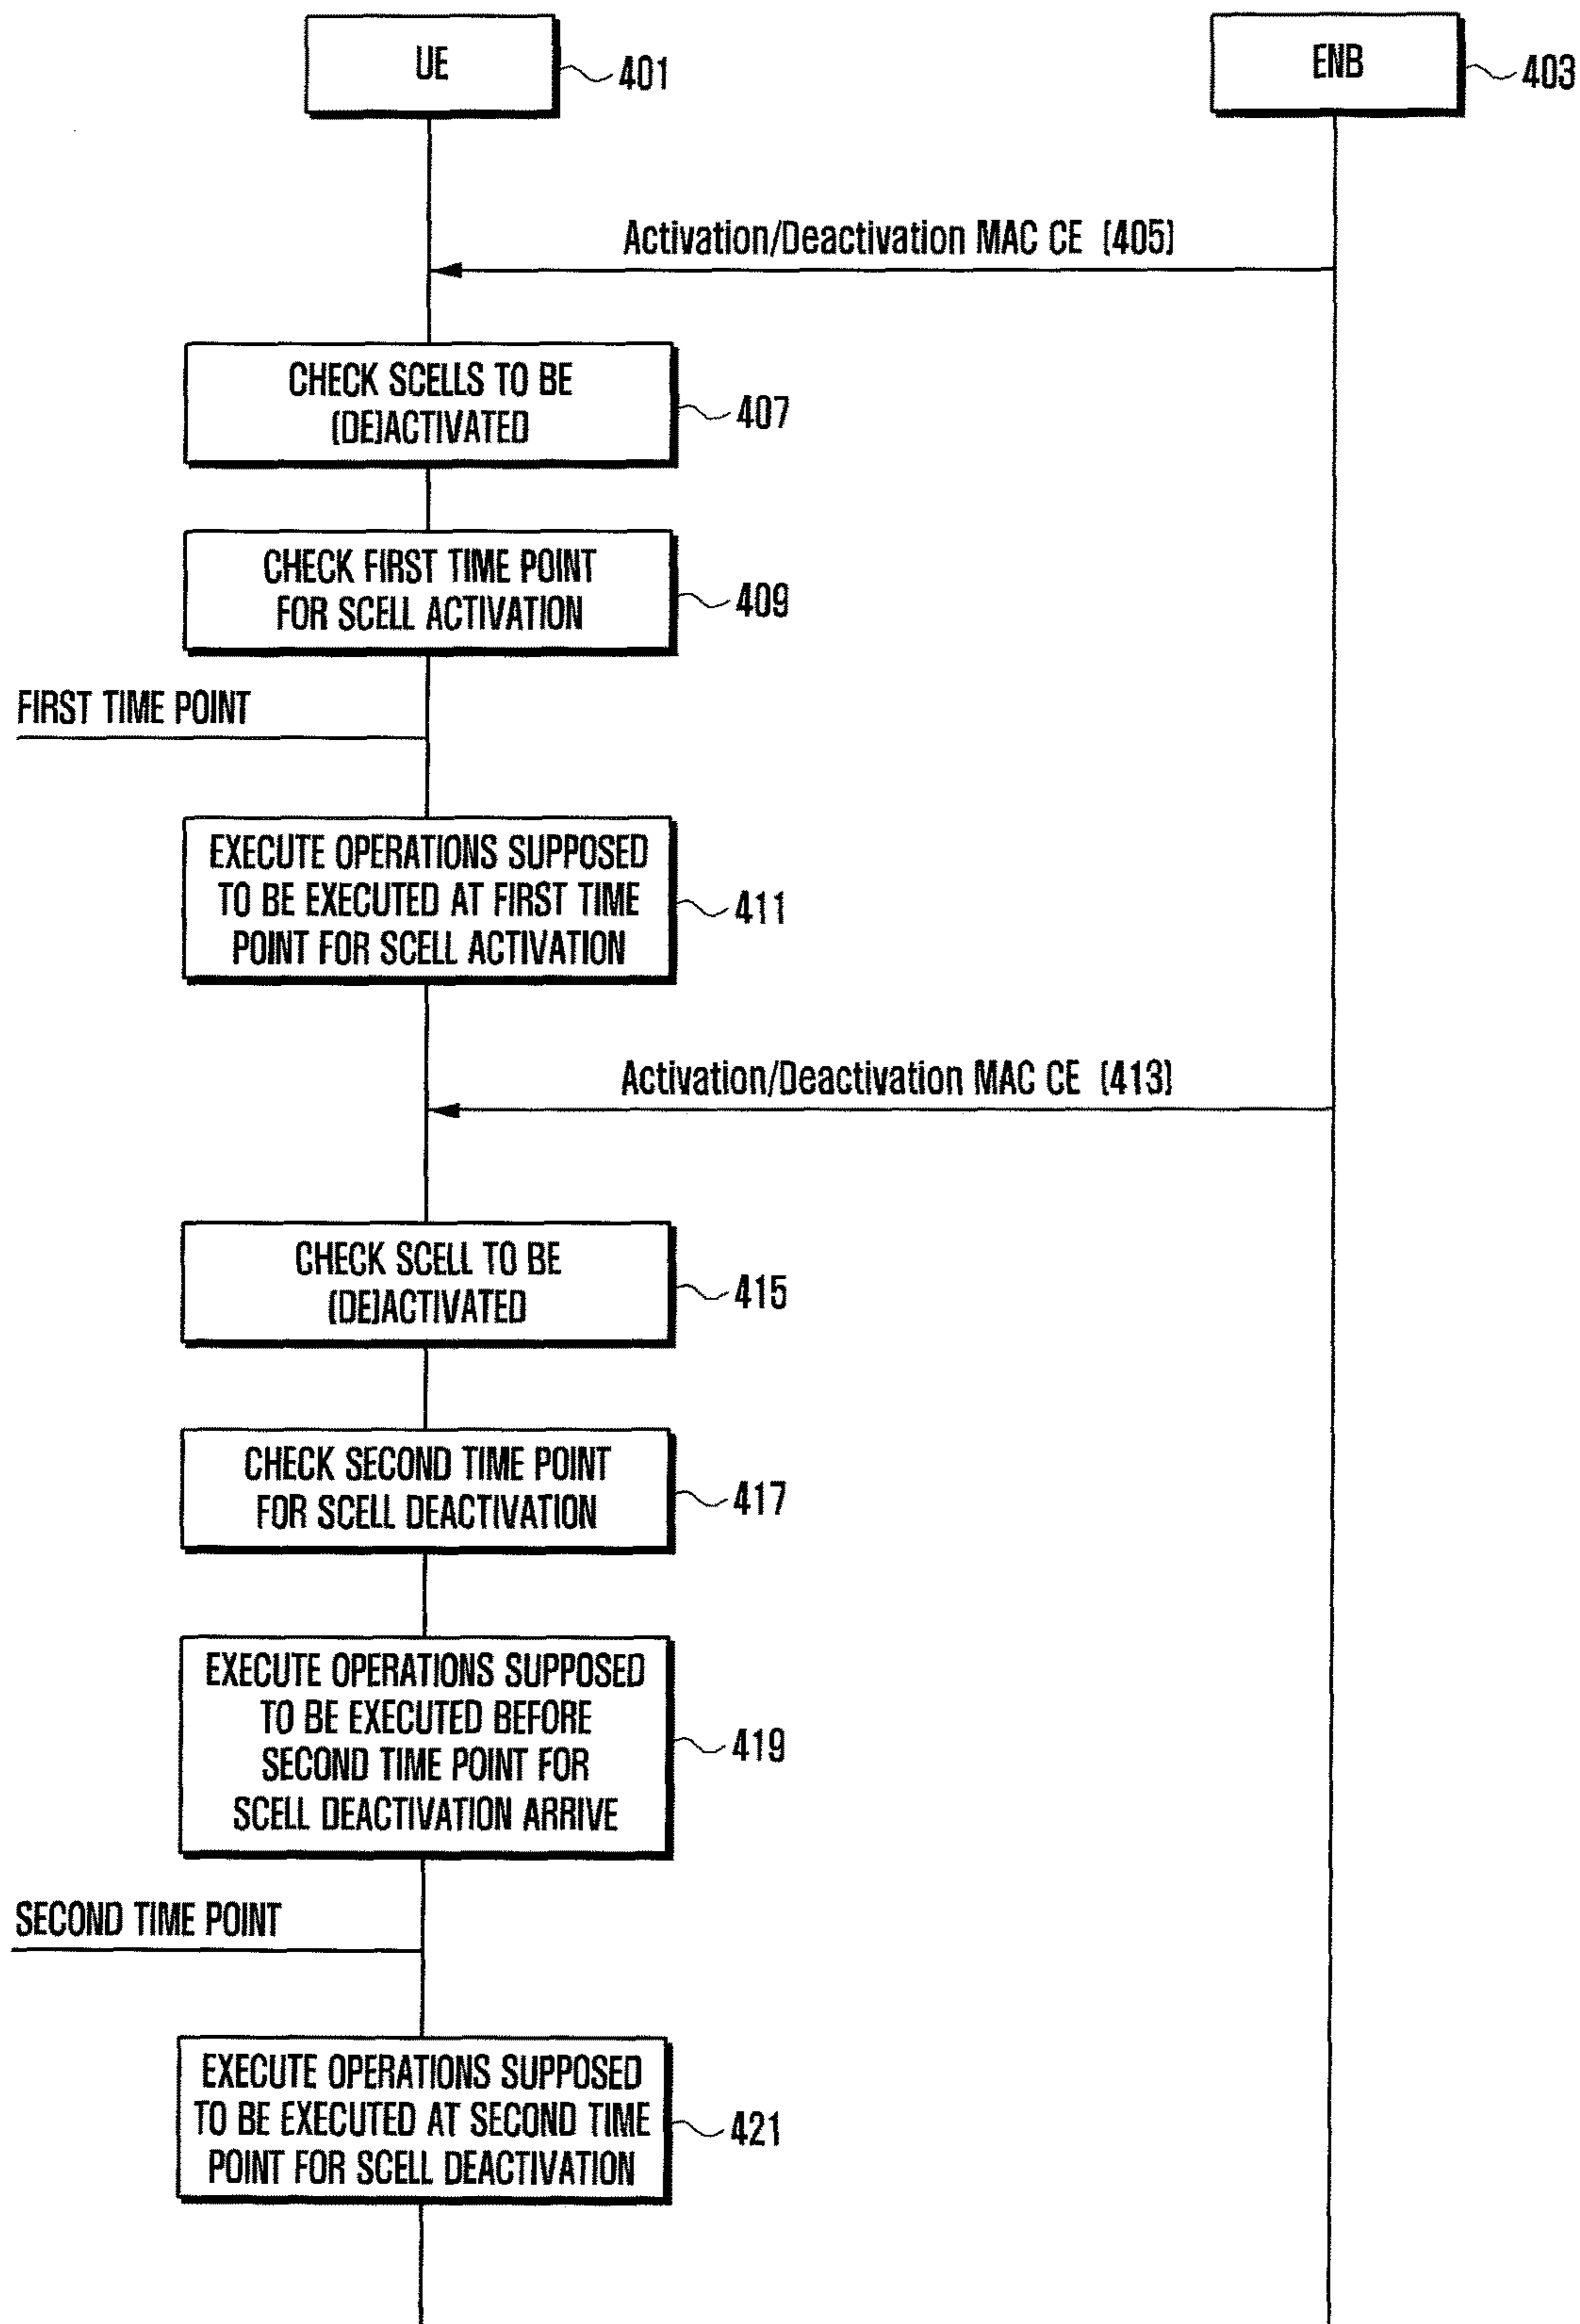 UE
401
ENB
403
Activation/Deactivation MAC CE (405)
CHECK SCELLS TO BE
(DE)ACTIVATED
407
CHECK FIRST TIME POINT
FOR SCELL ACTIVATION
409
FIRST TIME POINT
EXECUTE OPERATIONS SUPPOSED
TO BE EXECUTED AT FIRST TIME
POINT FOR SCELL ACTIVATION
411
Activation/Deactivation MAC CE (413)
CHECK SCELL TO BE
(DE)ACTIVATED
415
CHECK SECOND TIME POINT
FOR SCELL DEACTIVATION
417
EXECUTE OPERATIONS SUPPOSED
TO BE EXECUTED BEFORE
SECOND TIME POINT FOR
SCELL DEACTIVATION ARRIVE
419
SECOND TIME POINT
EXECUTE OPERATIONS SUPPOSED
TO BE EXECUTED AT SECOND TIME
POINT FOR SCELL DEACTIVATION
421